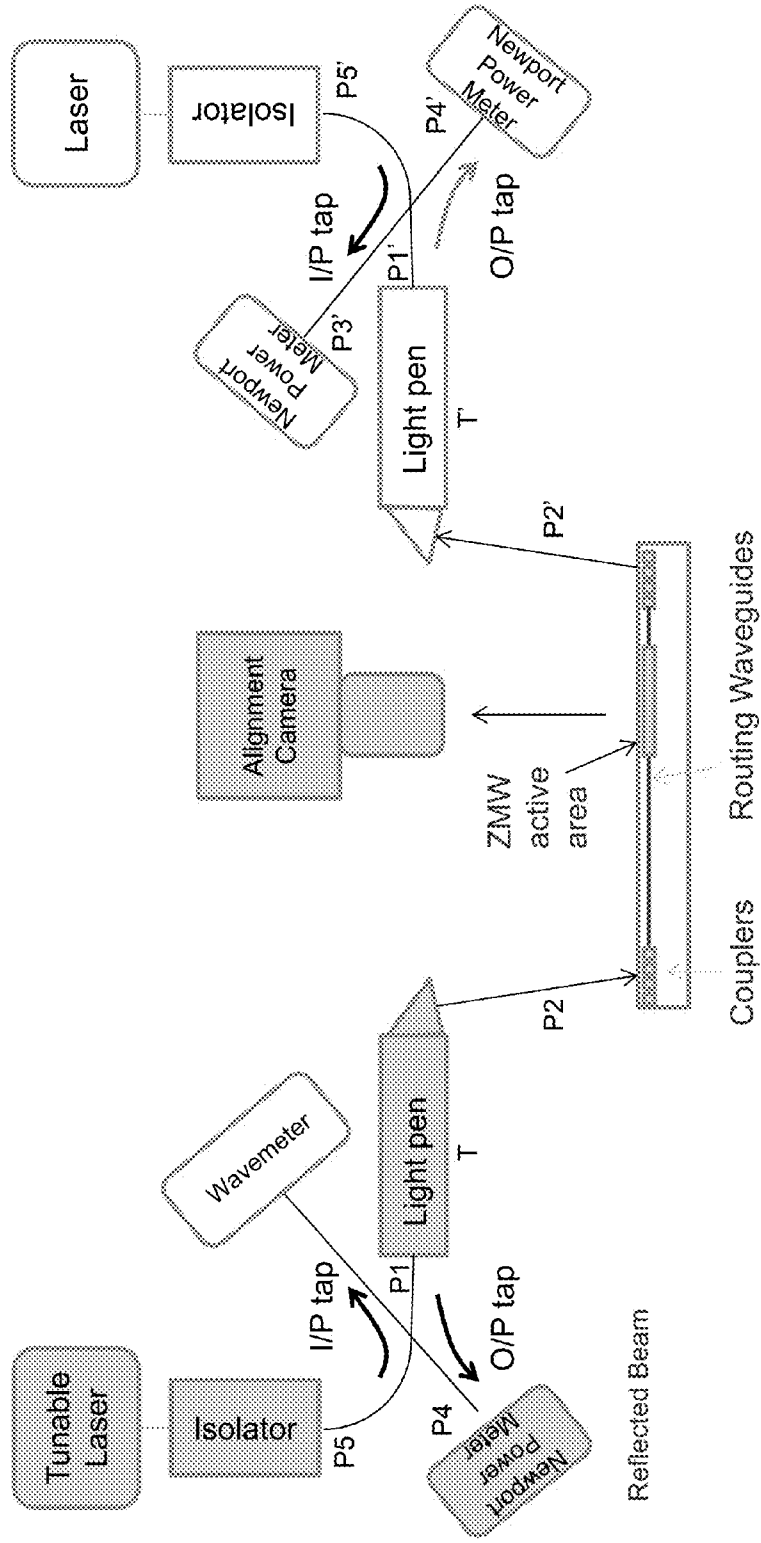 Tunable
Laser
Isolator
P5
I/P tap
Wavemeter
P1
P4
O/P tap
Newport
Power
Meter
Reflected Beam
Light pen
T
P2
Alignment
Camera
ZMW
active
area
Couplers
Routing Waveguides
Laser
Isolator
P5'
I/P tap
Newport
Power
Meter
P3'
P1'
P4'
Newport
Power
Meter
O/P tap
Light pen
T'
P2'